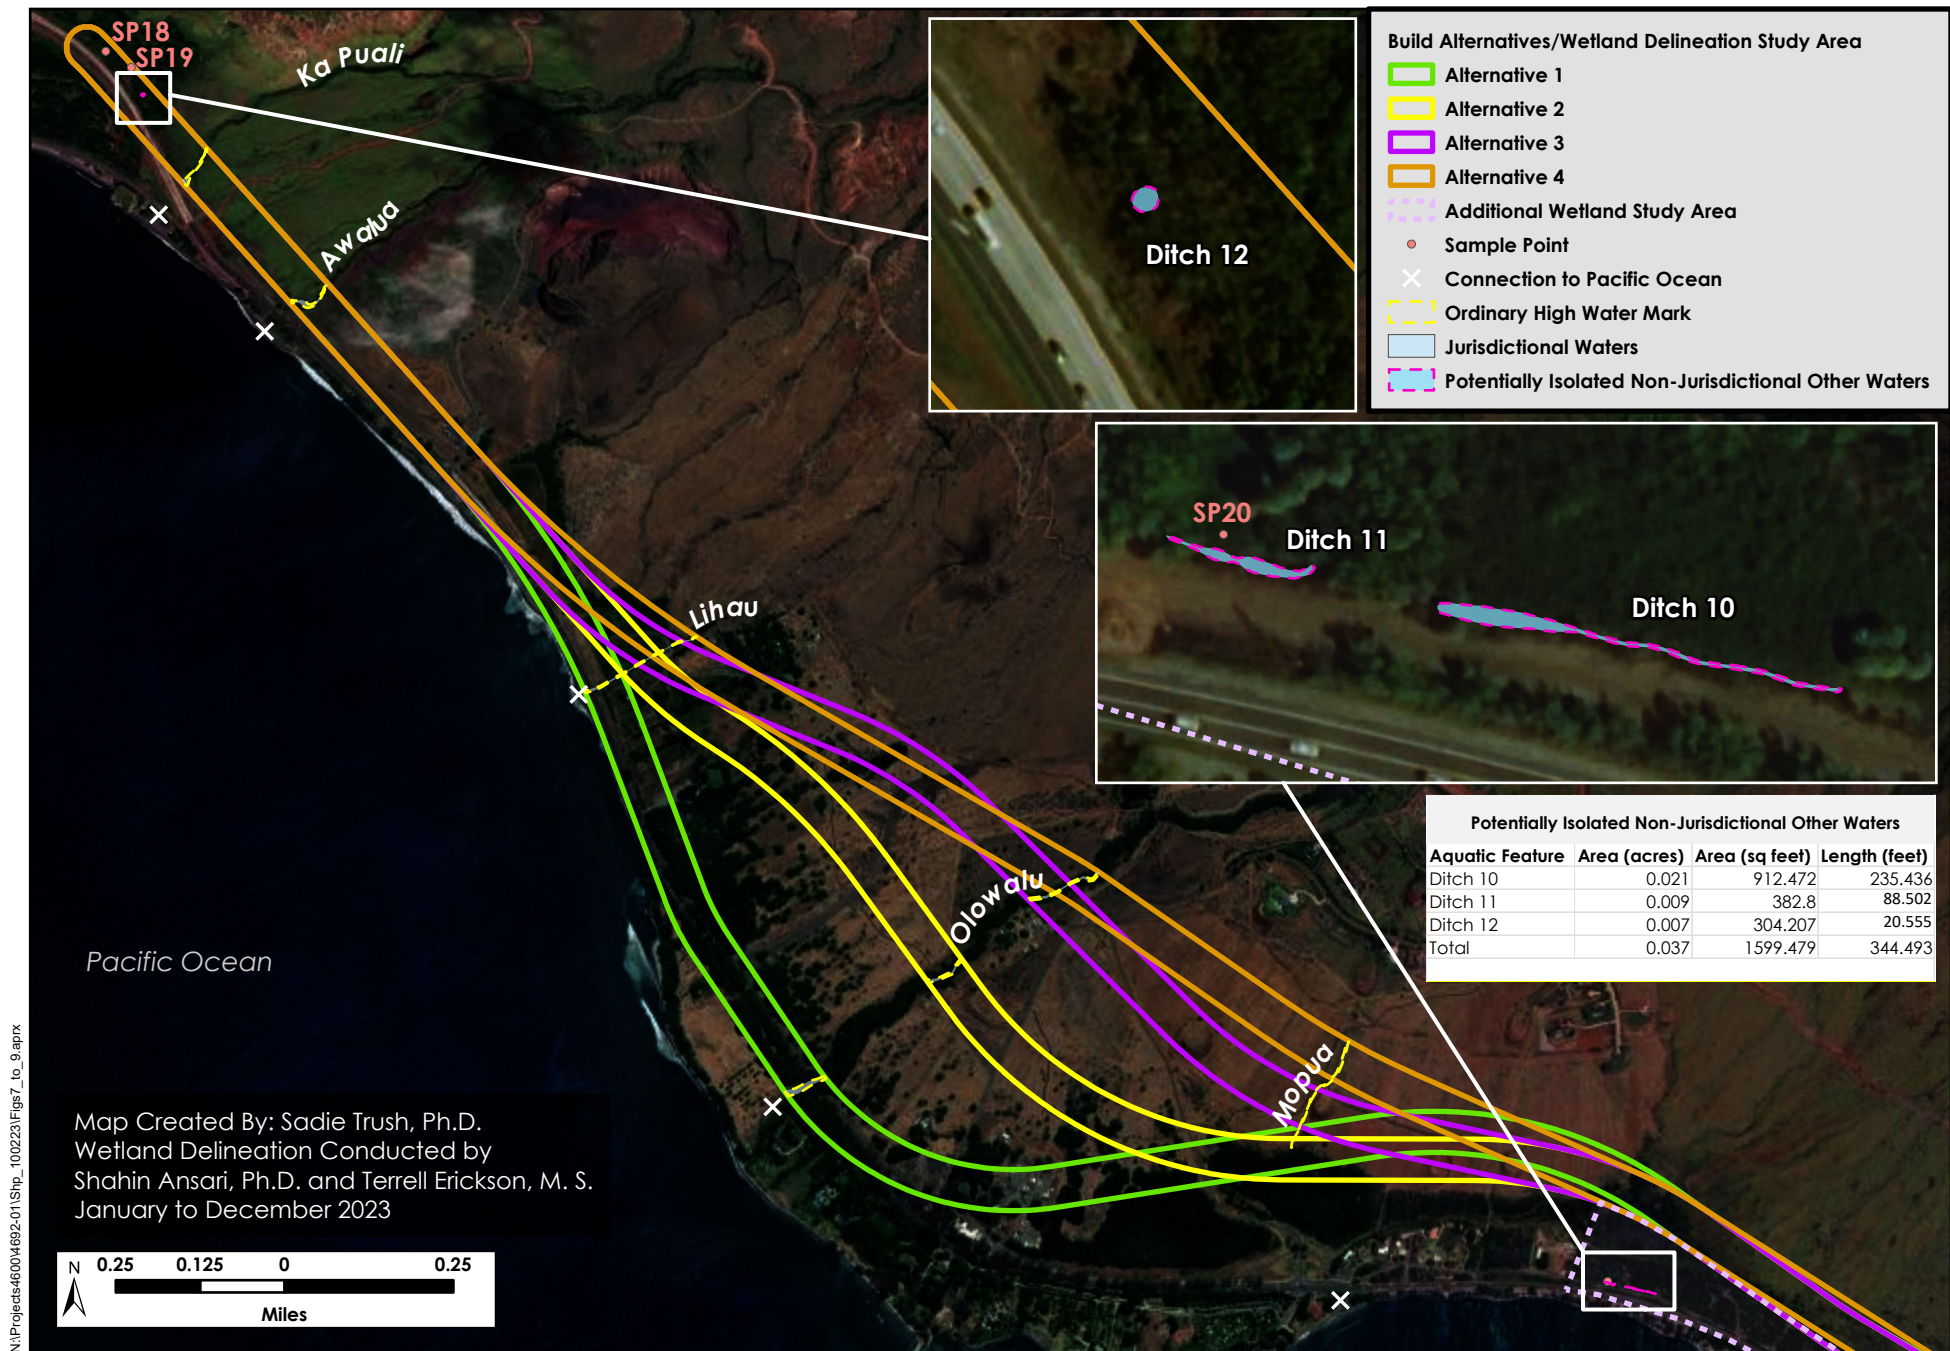 SP18
SP19
Ka Puali
Awalua
Lihau
Olowalu
Mopua
Pacific Ocean
Ditch 12
Build Alternatives/Wetland Delineation Study Area
Alternative 1
Alternative 2
Alternative 3
Alternative 4
Additional Wetland Study Area
Sample Point
Connection to Pacific Ocean
Ordinary High Water Mark
Jurisdictional Waters
Potentially Isolated Non-Jurisdictional Other Waters
SP20
Ditch 11
Ditch 10
Potentially Isolated Non-Jurisdictional Other Waters
Aquatic Feature Area (acres) Area (sq feet) Length (feet)
Ditch 10 0.021 912.472 235.436
Ditch 11 0.009 382.8 88.502
Ditch 12 0.007 304.207 20.555
Total 0.037 1599.479 344.493
Map Created By: Sadie Trush, Ph.D.
Wetland Delineation Conducted by
Shahin Ansari, Ph.D. and Terrell Erickson, M. S.
January to December 2023
N 0.25 0.125 0 0.25
Miles
N:\Projects4600\4692-01\Shp_100223\Figs7_to_9.aprx